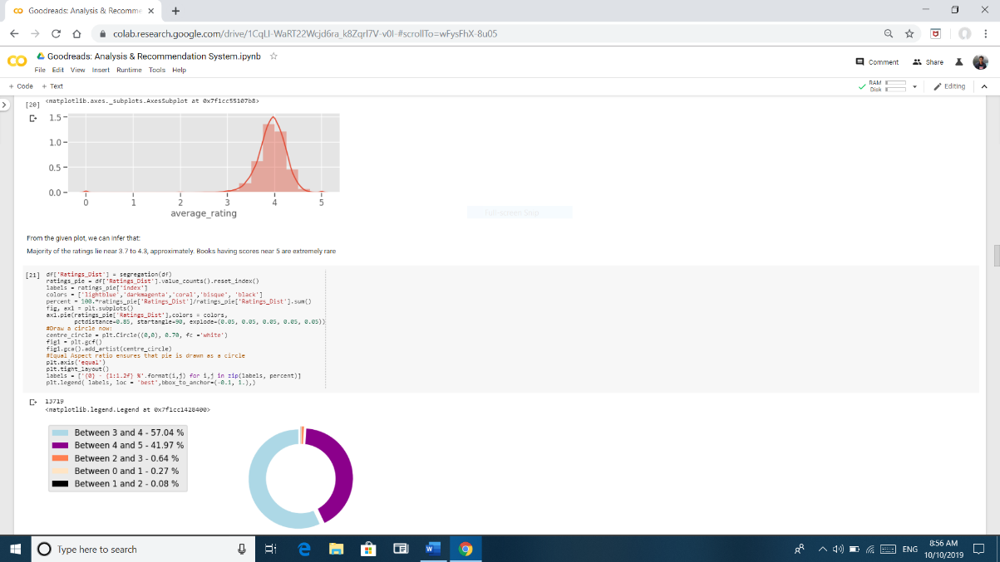 Goodreads: Analysis & Recomme
colab.research.google.com/drive/1CqLI-WaRT22Wcjd6ra_k8ZqrI7V-v0I-#scrollTo=wFysFhX-8u05
Goodreads: Analysis & Recommendation System.ipynb
File Edit View Insert Runtime Tools Help
Comment Share
+ Code + Text
RAM
Disk
Editing
[20]
<matplotlib.axes._subplots.AxesSubplot at 0x7f1cc55107b8>
1.5
1.0
0.5
0.0
0 1 2 3 4 5
average_rating
Full-screen Snip
From the given plot, we can infer that:
Majority of the ratings lie near 3.7 to 4.3, approximately. Books having scores near 5 are extremely rare
[21] df['Ratings_Dist'] = segregation(df)
ratings_pie = df['Ratings_Dist'].value_counts().reset_index()
labels = ratings_pie['index']
colors = ['lightblue','darkmagenta','coral','bisque', 'black']
percent = 100.*ratings_pie['Ratings_Dist']/ratings_pie['Ratings_Dist'].sum()
fig, ax1 = plt.subplots()
ax1.pie(ratings_pie['Ratings_Dist'],colors = colors,
pctdistance=0.85, startangle=90, explode=(0.05, 0.05, 0.05, 0.05, 0.05))
#Draw a circle now:
centre_circle = plt.Circle((0,0), 0.70, fc ='white')
fig1 = plt.gcf()
fig1.gca().add_artist(centre_circle)
#Equal Aspect ratio ensures that pie is drawn as a circle
plt.axis('equal')
plt.tight_layout()
labels = ['{0} - {1:1.2f} %'.format(i,j) for i,j in zip(labels, percent)]
plt.legend( labels, loc = 'best',bbox_to_anchor=(-0.1, 1.),)
13719
<matplotlib.legend.Legend at 0x7f1cc1428400>
Between 3 and 4 - 57.04 %
Between 4 and 5 - 41.97 %
Between 2 and 3 - 0.64 %
Between 0 and 1 - 0.27 %
Between 1 and 2 - 0.08 %
Type here to search
ENG
8:56 AM
10/10/2019